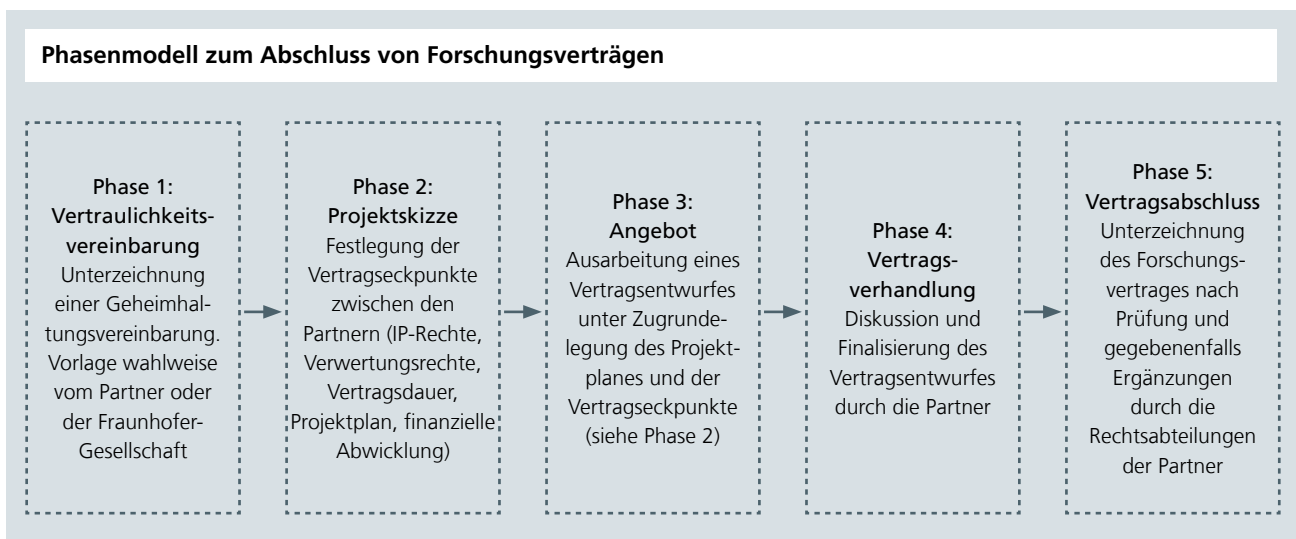 Phasenmodell zum Abschluss von Forschungsverträgen
Phase 1:
Vertraulichkeits-
vereinbarung
Unterzeichnung
einer Geheimhal-
tungsvereinbarung.
Vorlage wahlweise
vom Partner oder
der Fraunhofer-
Gesellschaft
Phase 2:
Projektskizze
Festlegung der
Vertragseckpunkte
zwischen den
Partnern (IP-Rechte,
Verwertungsrechte,
Vertragsdauer,
Projektplan, finanzielle
Abwicklung)
Phase 3:
Angebot
Ausarbeitung eines
Vertragsentwurfes
unter Zugrunde-
legung des Projekt-
planes und der
Vertragseckpunkte
(siehe Phase 2)
Phase 4:
Vertrags-
verhandlung
Diskussion und
Finalisierung des
Vertragsentwurfes
durch die Partner
Phase 5:
Vertragsabschluss
Unterzeichnung
des Forschungs-
vertrages nach
Prüfung und
gegebenenfalls
Ergänzungen
durch die
Rechtsabteilungen
der Partner